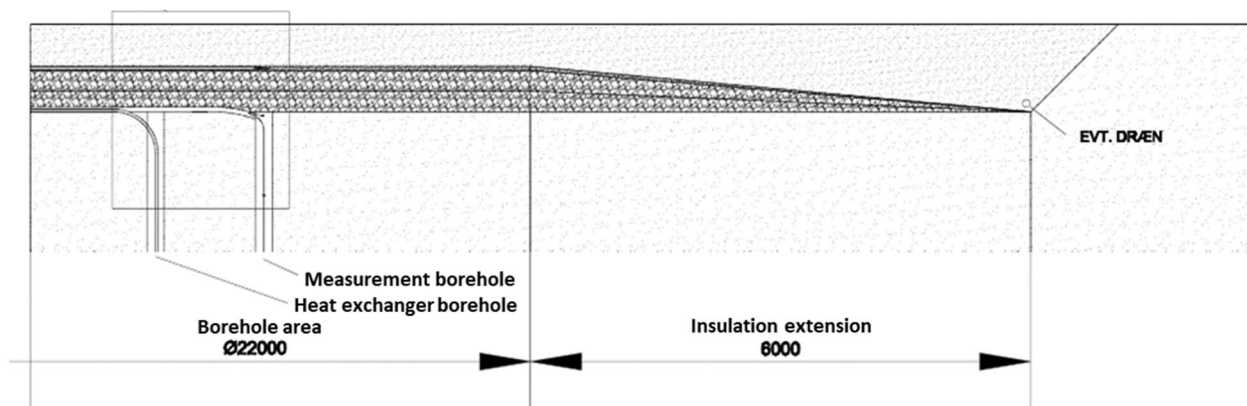 EVT. DRÆN
Measurement borehole
Heat exchanger borehole
Borehole area
Ø22000
Insulation extension
6000